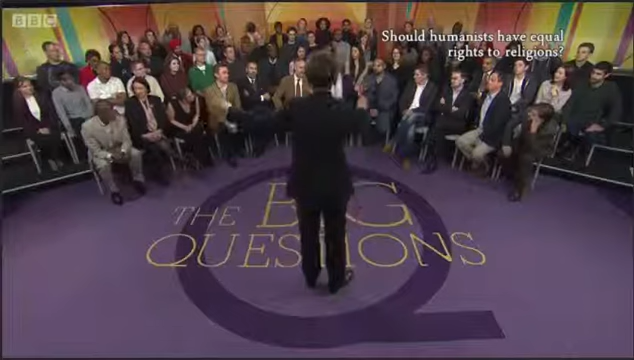 BBC
Should humanists have equal
rights to religions?
THE BIG
QUESTIONS